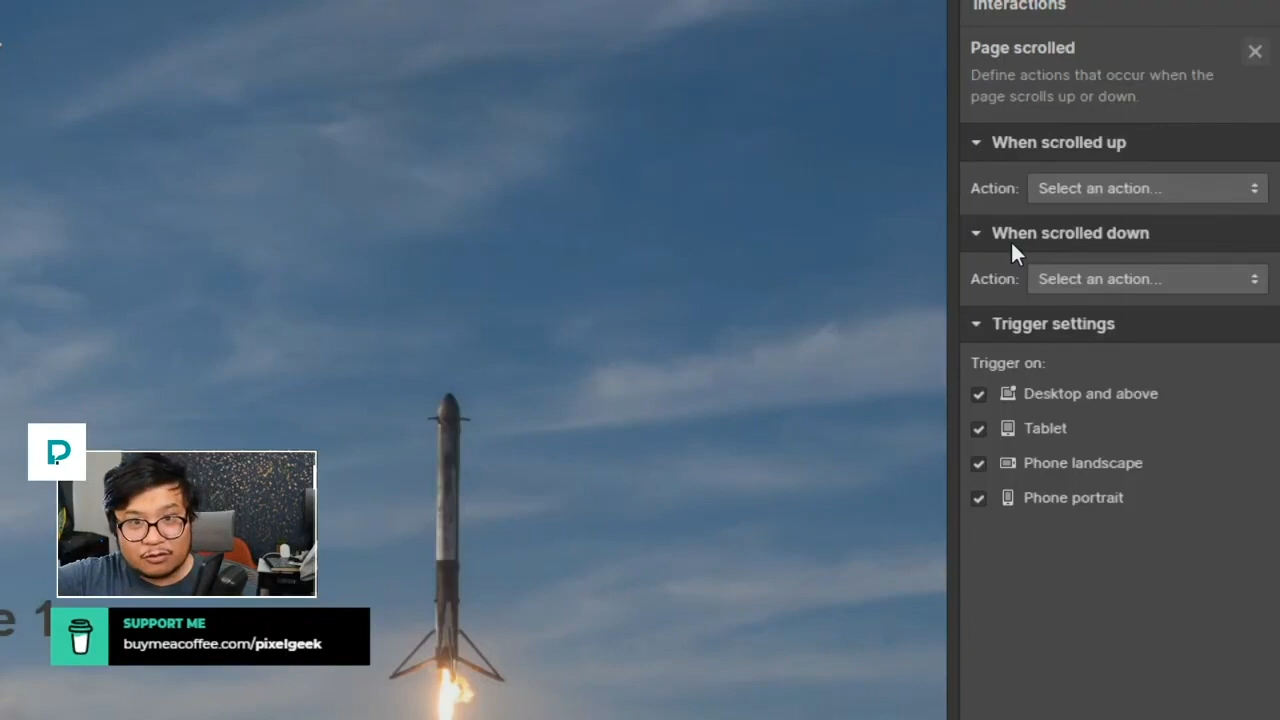 Interactions
Page scrolled
Define actions that occur when the
page scrolls up or down.
When scrolled up
Action: Select an action...
When scrolled down
Action: Select an action...
Trigger settings
Trigger on:
Desktop and above
Tablet
Phone landscape
Phone portrait
e 1
SUPPORT ME
buymeacoffee.com/pixelgeek